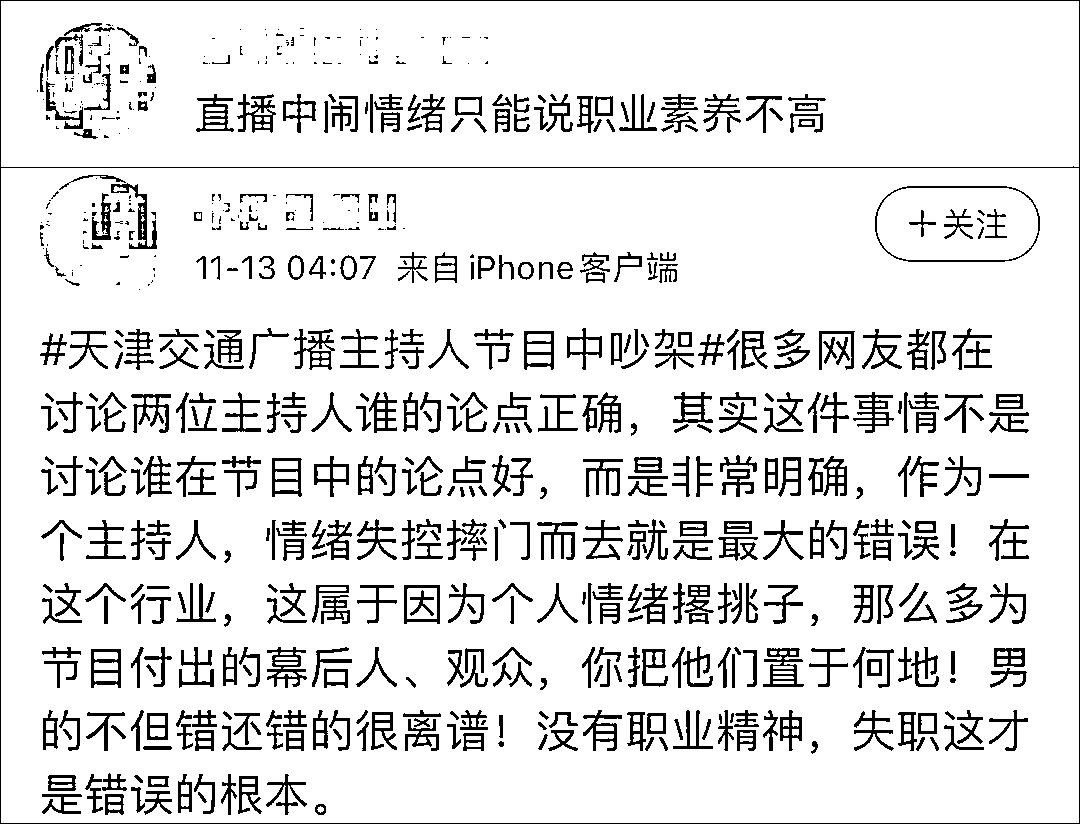 直播中闹情绪只能说职业素养不高
+关注
11-13 04:07 来自iPhone客户端
#天津交通广播主持人节目中吵架#很多网友都在
讨论两位主持人谁的论点正确，其实这件事情不是
讨论谁在节目中的论点好，而是非常明确，作为一
个主持人，情绪失控摔门而去就是最大的错误！在
这个行业，这属于因为个人情绪撂挑子，那么多为
节目付出的幕后人、观众，你把他们置于何地！男
的不但错还错的很离谱！没有职业精神，失职这才
是错误的根本。